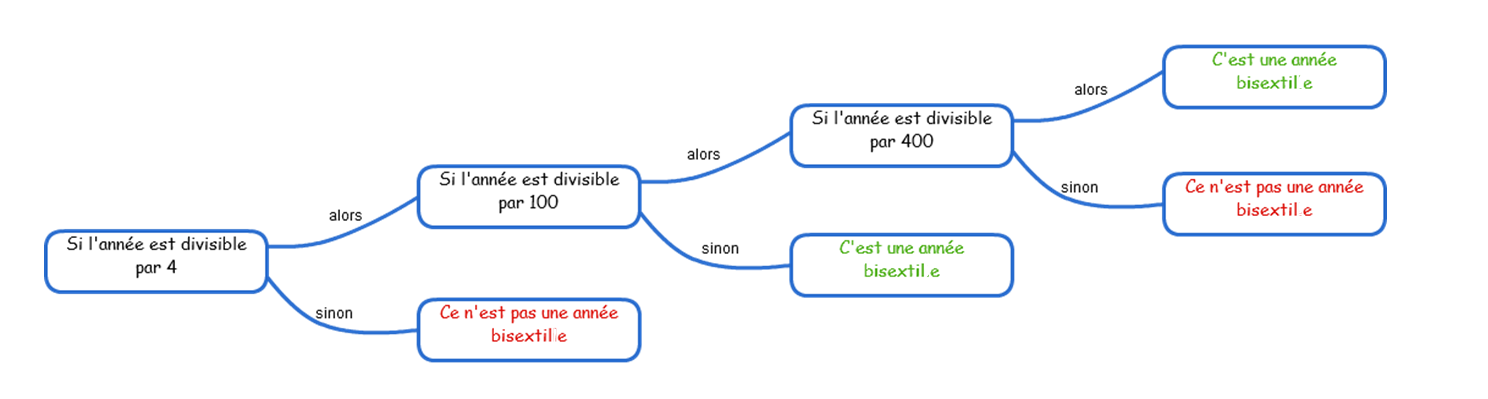 Si l'année est divisible
par 4
alors
Si l'année est divisible
par 100
alors
Si l'année est divisible
par 400
alors
C'est une année
bisextile
sinon
Ce n'est pas une année
bisextile
sinon
C'est une année
bisextile
sinon
Ce n'est pas une année
bisextile